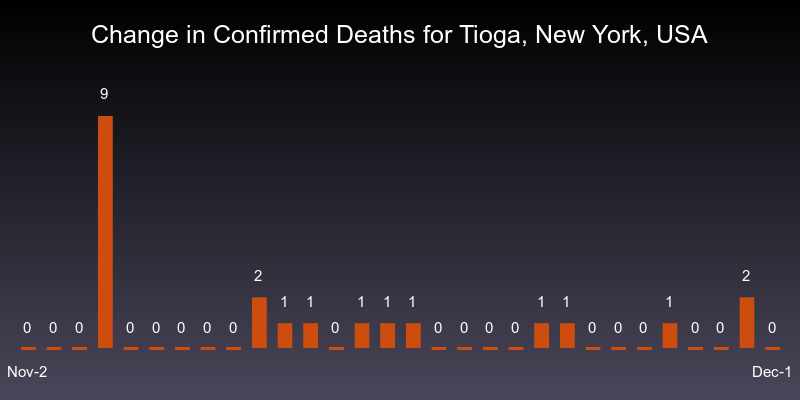 Change in Confirmed Deaths for Tioga, New York, USA
9
2 2
1 1 1 1 1 1 1 1
0 0 0 0 0 0 0 0 0 0 0 0 0 0 0 0 0 0 0
Nov-2 Dec-1